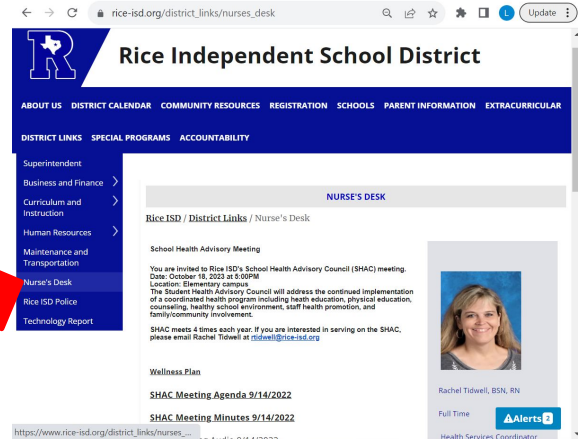 rice-isd.org/district_links/nurses_desk
L
Update
R
Rice Independent School District
ABOUT US DISTRICT CALENDAR COMMUNITY RESOURCES REGISTRATION SCHOOLS PARENT INFORMATION EXTRACURRICULAR
DISTRICT LINKS SPECIAL PROGRAMS ACCOUNTABILITY
Superintendent
Business and Finance
Curriculum and
Instruction
Human Resources
Maintenance and
Transportation
Nurse's Desk
Rice ISD Police
Technology Report
NURSE'S DESK
Rice ISD / District Links / Nurse's Desk
School Health Advisory Meeting
You are invited to Rice ISD's School Health Advisory Council (SHAC) meeting.
Date: October 18, 2023 at 5:00PM
Location: Elementary campus
The Student Health Advisory Council will address the continued implementation
of a coordinated health program including heath education, physical education,
counseling, healthy school environment, staff health promotion, and
family/community involvement.
SHAC meets 4 times each year. If you are interested in serving on the SHAC,
please email Rachel Tidwell at rtidwell@rice-isd.org
Wellness Plan
SHAC Meeting Agenda 9/14/2022
SHAC Meeting Minutes 9/14/2022
Rachel Tidwell, BSN, RN
Full Time
Alerts 2
Health Services Coordinator
https://www.rice-isd.org/district_links/nurses_...